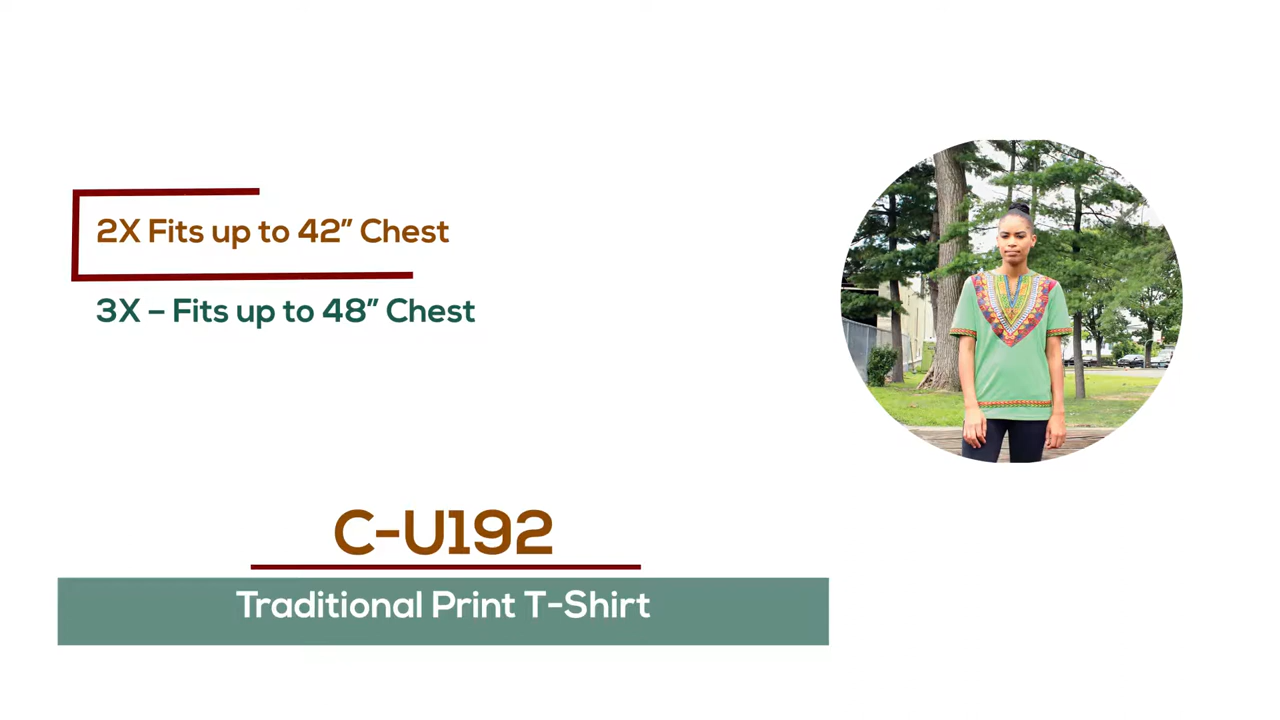 2X Fits up to 42” Chest
3X – Fits up to 48” Chest
C-U192
Traditional Print T-Shirt